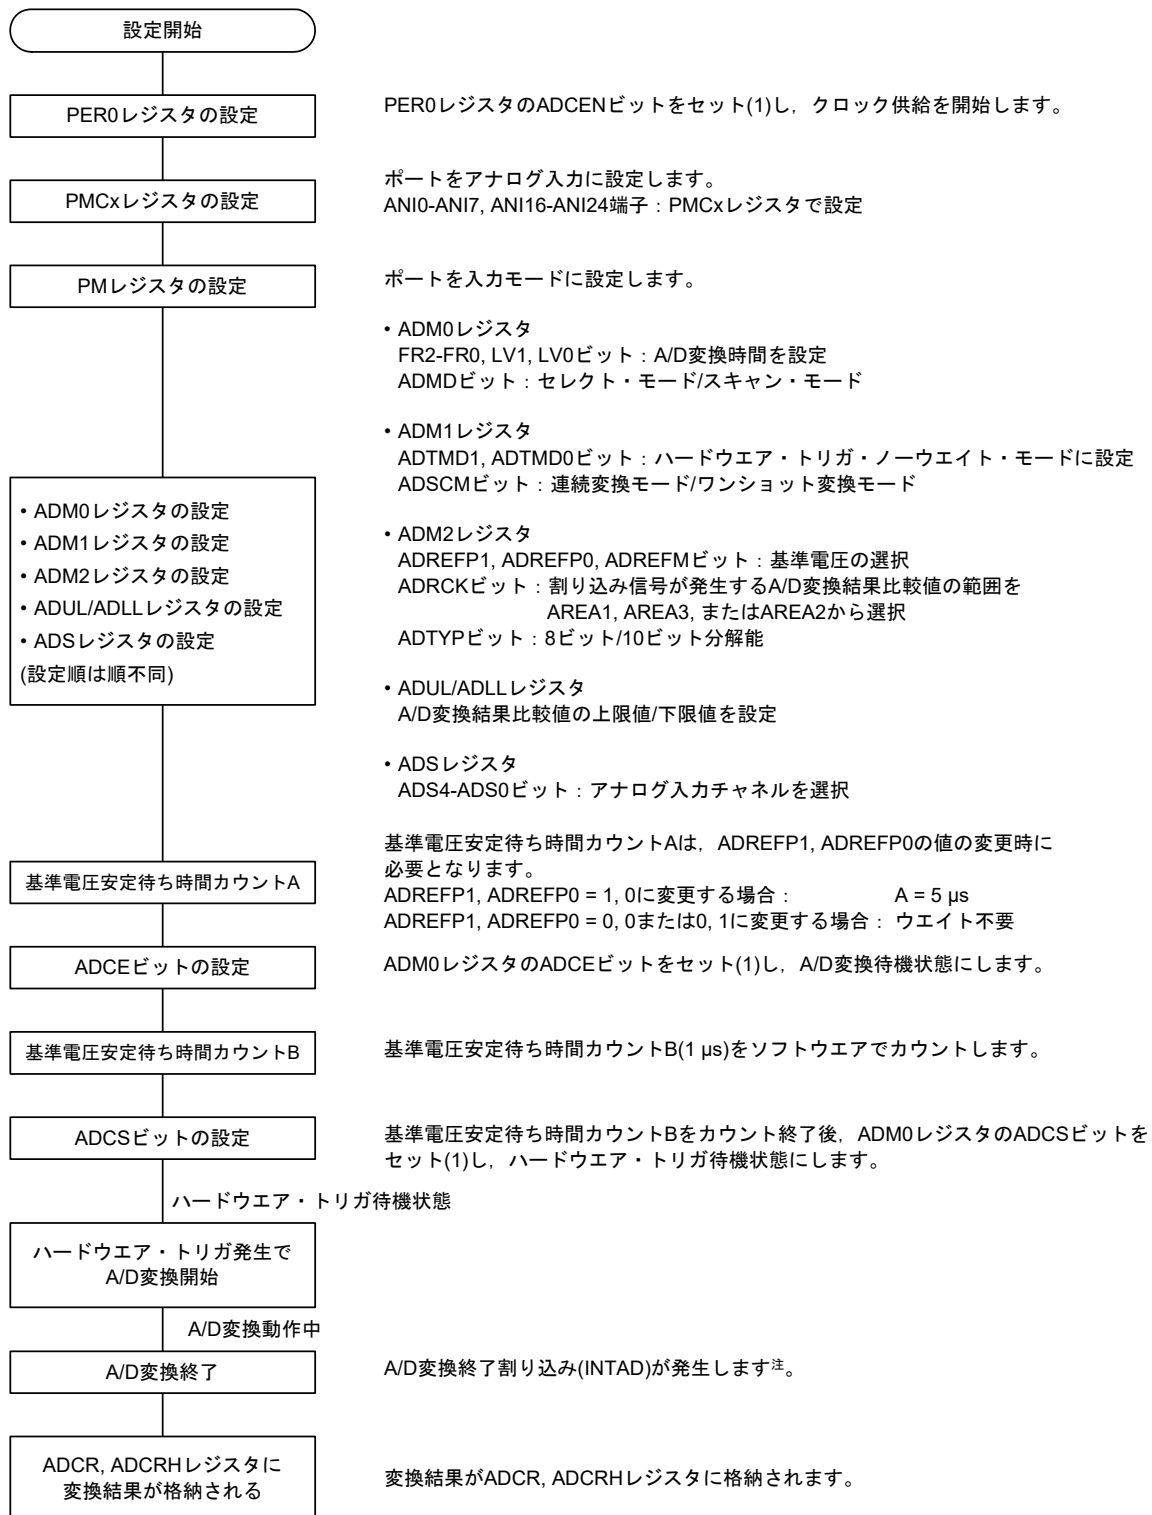 設定開始
PER0レジスタの設定
PER0レジスタのADCENビットをセット(1)し，クロック供給を開始します。
PMCxレジスタの設定
ポートをアナログ入力に設定します。
ANI0-ANI7, ANI16-ANI24端子：PMCxレジスタで設定
PMレジスタの設定
ポートを入力モードに設定します。
• ADM0レジスタの設定
• ADM1レジスタの設定
• ADM2レジスタの設定
• ADUL/ADLLレジスタの設定
• ADSレジスタの設定
(設定順は順不同)
• ADM0レジスタ
FR2-FR0, LV1, LV0ビット：A/D変換時間を設定
ADMDビット：セレクト・モード/スキャン・モード
• ADM1レジスタ
ADTMD1, ADTMD0ビット：ハードウエア・トリガ・ノーウエイト・モードに設定
ADSCMビット：連続変換モード/ワンショット変換モード
• ADM2レジスタ
ADREFP1, ADREFP0, ADREFMビット：基準電圧の選択
ADRCKビット：割り込み信号が発生するA/D変換結果比較値の範囲を
AREA1, AREA3, またはAREA2から選択
ADTYPビット：8ビット/10ビット分解能
• ADUL/ADLLレジスタ
A/D変換結果比較値の上限値/下限値を設定
• ADSレジスタ
ADS4-ADS0ビット：アナログ入力チャネルを選択
基準電圧安定待ち時間カウントA
基準電圧安定待ち時間カウントAは，ADREFP1, ADREFP0の値の変更時に
必要となります。
ADREFP1, ADREFP0 = 1, 0に変更する場合： A = 5 µs
ADREFP1, ADREFP0 = 0, 0または0, 1に変更する場合： ウエイト不要
ADCEビットの設定
ADM0レジスタのADCEビットをセット(1)し，A/D変換待機状態にします。
基準電圧安定待ち時間カウントB
基準電圧安定待ち時間カウントB(1 µs)をソフトウエアでカウントします。
ADCSビットの設定
基準電圧安定待ち時間カウントBをカウント終了後，ADM0レジスタのADCSビットを
セット(1)し，ハードウエア・トリガ待機状態にします。
ハードウエア・トリガ待機状態
ハードウエア・トリガ発生で
A/D変換開始
A/D変換動作中
A/D変換終了
A/D変換終了割り込み(INTAD)が発生します注。
ADCR, ADCRHレジスタに
変換結果が格納される
変換結果がADCR, ADCRHレジスタに格納されます。